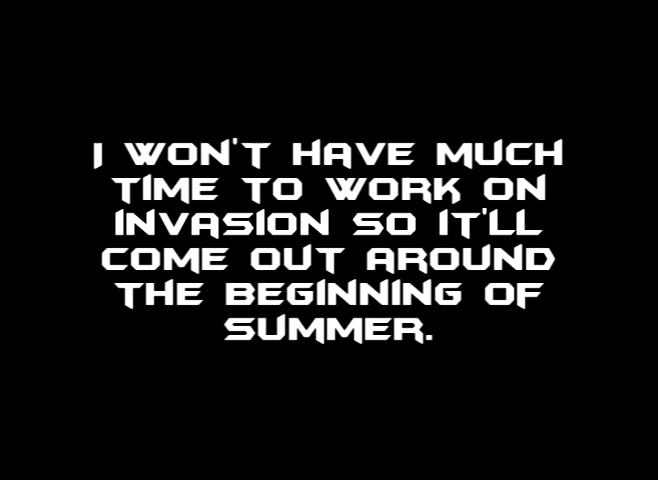 I WON'T HAVE MUCH
TIME TO WORK ON
INVASION SO IT'LL
COME OUT AROUND
THE BEGINNING OF
SUMMER.